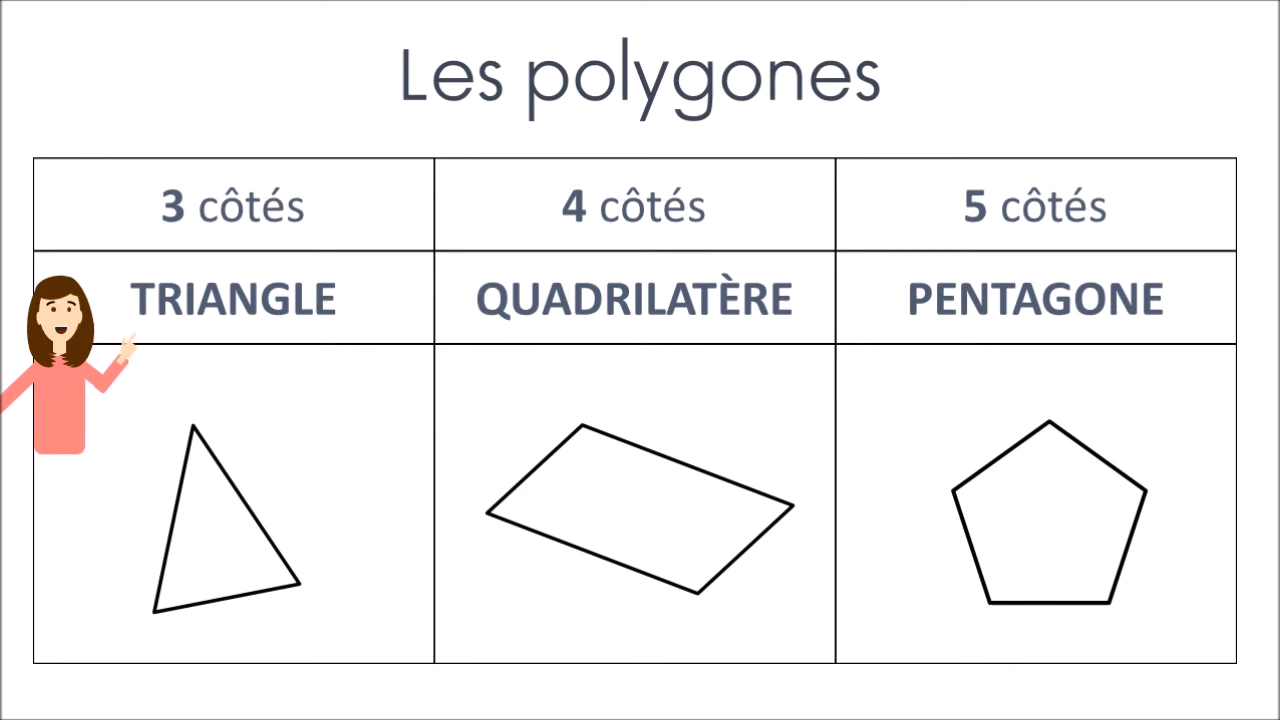 Les polygones
3 côtés
4 côtés
5 côtés
TRIANGLE
QUADRILATÈRE
PENTAGONE